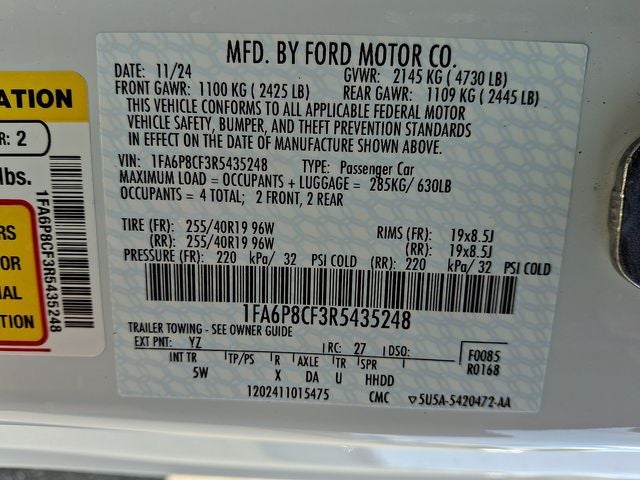 MFD. BY FORD MOTOR CO.
DATE: 11/24 GVWR: 2145 KG ( 4730 LB)
FRONT GAWR: 1100 KG ( 2425 LB) REAR GAWR: 1109 KG ( 2445 LB)
THIS VEHICLE CONFORMS TO ALL APPLICABLE FEDERAL MOTOR
VEHICLE SAFETY, BUMPER, AND THEFT PREVENTION STANDARDS
IN EFFECT ON THE DATE OF MANUFACTURE SHOWN ABOVE.
VIN: 1FA6P8CF3R5435248 TYPE: Passenger Car
MAXIMUM LOAD = OCCUPANTS + LUGGAGE = 285KG/ 630LB
OCCUPANTS = 4 TOTAL; 2 FRONT, 2 REAR
TIRE (FR): 255/40R19 96W RIMS (FR): 19x8.5J
(RR): 255/40R19 96W (RR): 19x8.5J
PRESSURE (FR): 220 kPa/ 32 PSI COLD (RR): 220 kPa/ 32 PSI COLD
1FA6P8CF3R5435248
TRAILER TOWING - SEE OWNER GUIDE
EXT PNT: YZ RC: 27 DSO: F0085
INT TR TP/PS R AXLE TR SPR R0168
5W X DA U HHDD
1202411015475 CMC ▽5U5A-5420472-AA
ATION
R: 2
lbs.
RS
OR
AL
TION
1FA6P8CF3R5435248